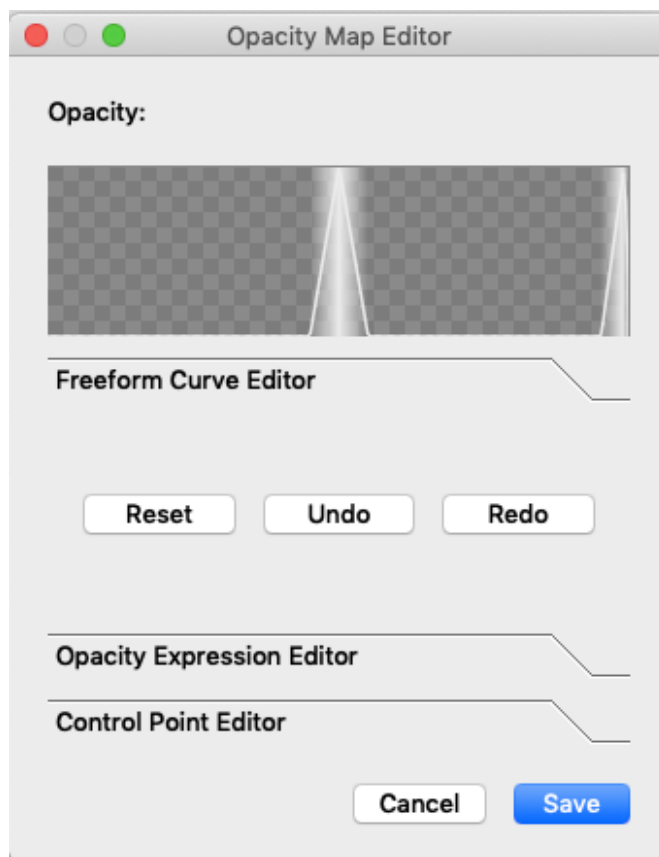 Opacity Map Editor
Opacity:
Freeform Curve Editor
Reset Undo Redo
Opacity Expression Editor
Control Point Editor
Cancel Save